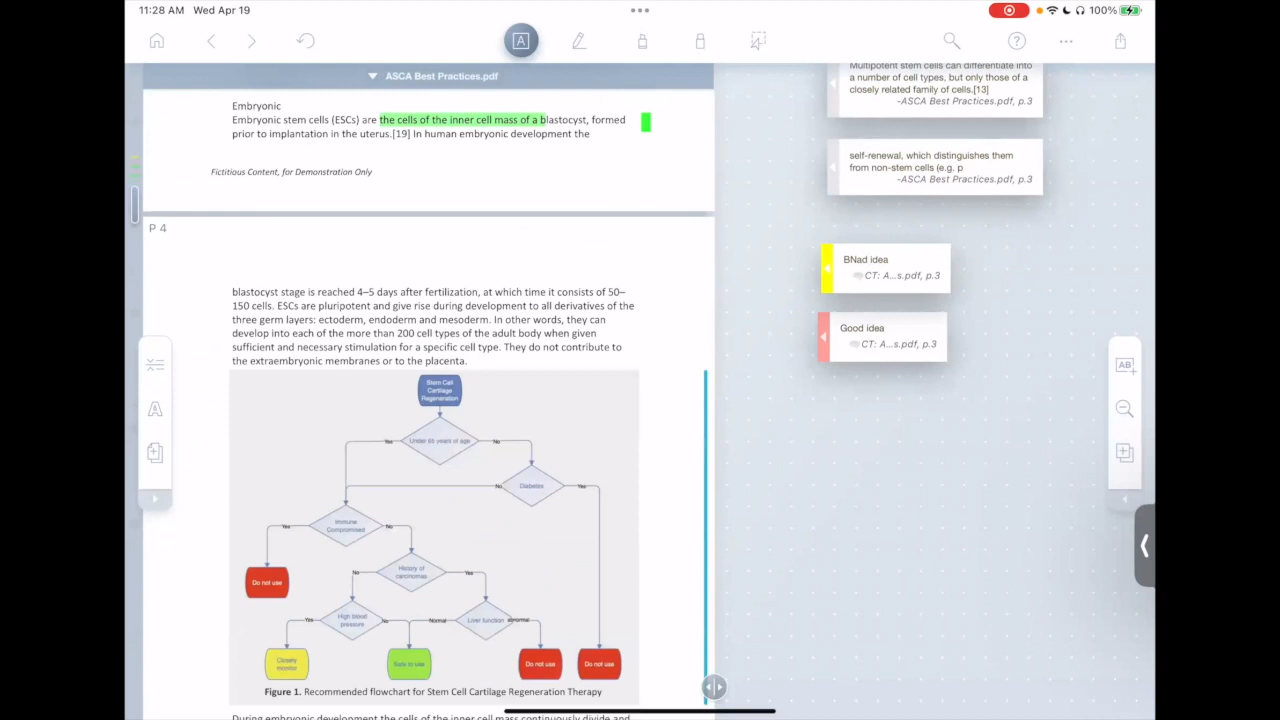 11:28 AM Wed Apr 19
100%
A
ASCA Best Practices.pdf
Embryonic
Embryonic stem cells (ESCs) are the cells of the inner cell mass of a blastocyst, formed
prior to implantation in the uterus.[19] In human embryonic development the
Fictitious Content, for Demonstration Only
P 4
blastocyst stage is reached 4–5 days after fertilization, at which time it consists of 50–
150 cells. ESCs are pluripotent and give rise during development to all derivatives of the
three germ layers: ectoderm, endoderm and mesoderm. In other words, they can
develop into each of the more than 200 cell types of the adult body when given
sufficient and necessary stimulation for a specific cell type. They do not contribute to
the extraembryonic membranes or to the placenta.
Stem Cell
Cartilage
Regeneration
Yes
Under 65 years of age
No
No
Diabetes
Yes
Yes
Immune
Compromised
No
Do not use
No
History of
carcinomas
Yes
Yes
High blood
pressure
No
Normal
Liver function
abnormal
Closely
monitor
Safe to use
Do not use
Do not use
Figure 1. Recommended flowchart for Stem Cell Cartilage Regeneration Therapy
During embryonic development the cells of the inner cell mass continuously divide and
Multipotent stem cells can differentiate into
a number of cell types, but only those of a
closely related family of cells.[13]
-ASCA Best Practices.pdf, p.3
self-renewal, which distinguishes them
from non-stem cells (e.g. p
-ASCA Best Practices.pdf, p.3
BNad idea
CT: A...s.pdf, p.3
Good idea
CT: A...s.pdf, p.3
A
AB